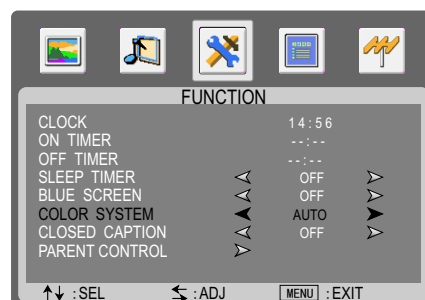 FUNCTION
CLOCK 14:56
ON TIMER --:--
OFF TIMER --:--
SLEEP TIMER OFF
BLUE SCREEN OFF
COLOR SYSTEM AUTO
CLOSED CAPTION OFF
PARENT CONTROL
:SEL :ADJ MENU :EXIT